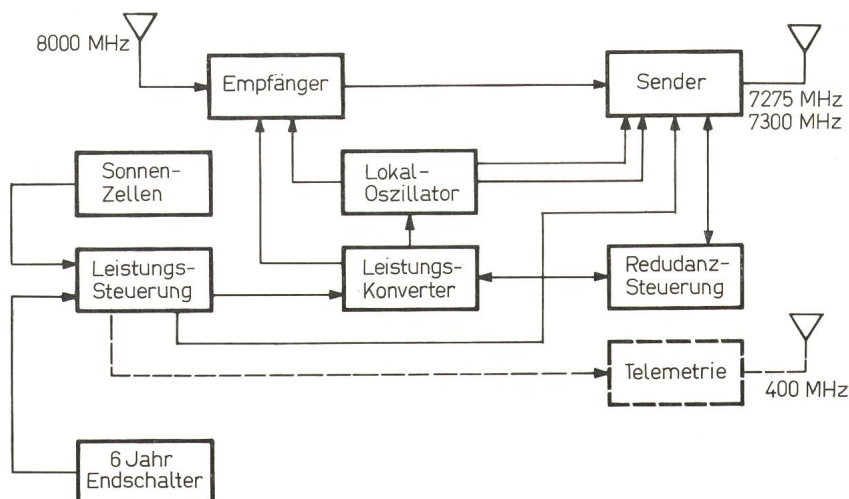 8000 MHz
Empfänger
Sender
7275 MHz
7300 MHz
Sonnen-
Zellen
Lokal-
Oszillator
Leistungs-
Steuerung
Leistungs-
Konverter
Redudanz-
Steuerung
Telemetrie
400 MHz
6 Jahr
Endschalter